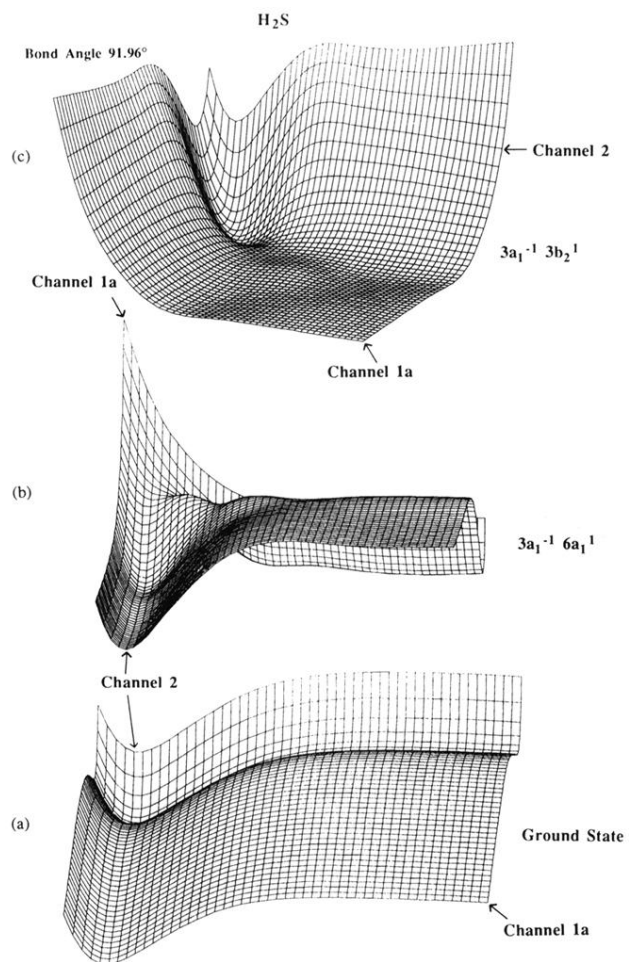 H₂S
Bond Angle 91.96°
(c)
Channel 2
3a₁⁻¹ 3b₂¹
Channel 1a
Channel 1a
(b)
3a₁⁻¹ 6a₁¹
Channel 2
(a)
Ground State
Channel 1a